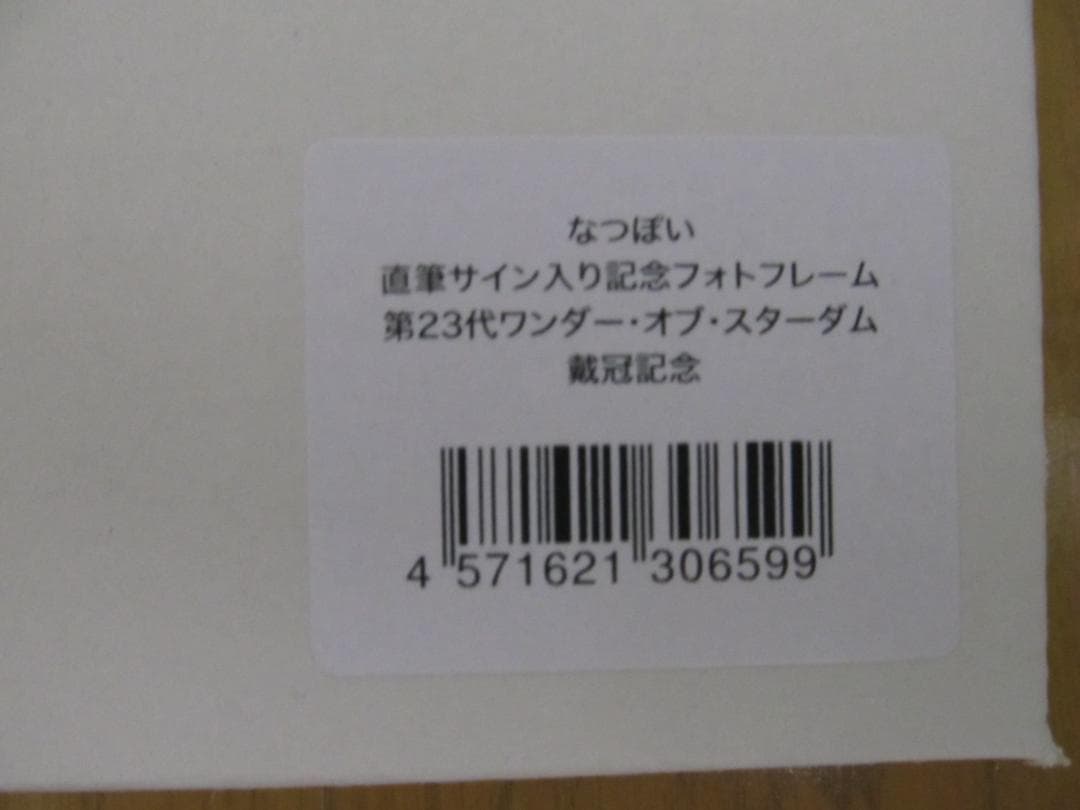 なつぽい
直筆サイン入り記念フォトフレーム
第23代ワンダー・オブ・スターダム
戴冠記念
4 571621 306599